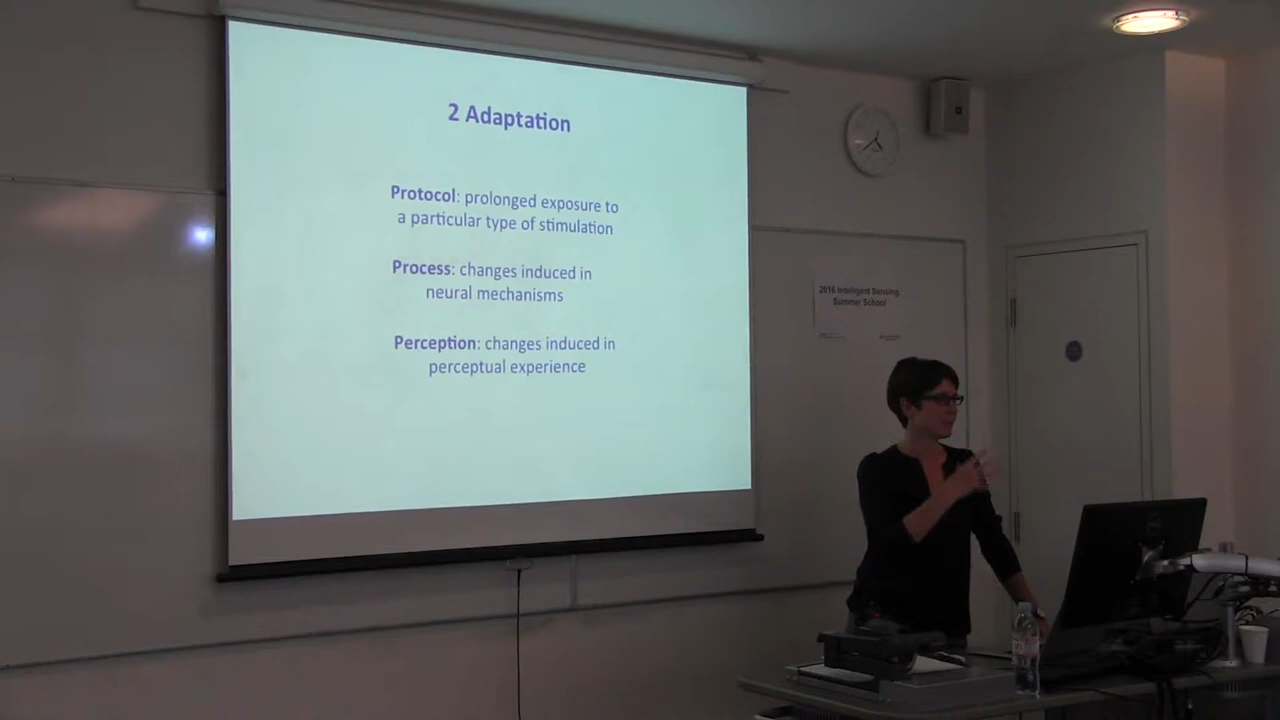 2 Adaptation
Protocol: prolonged exposure to
a particular type of stimulation
Process: changes induced in
neural mechanisms
Perception: changes induced in
perceptual experience
2016 Intelligent Sensing
Summer School